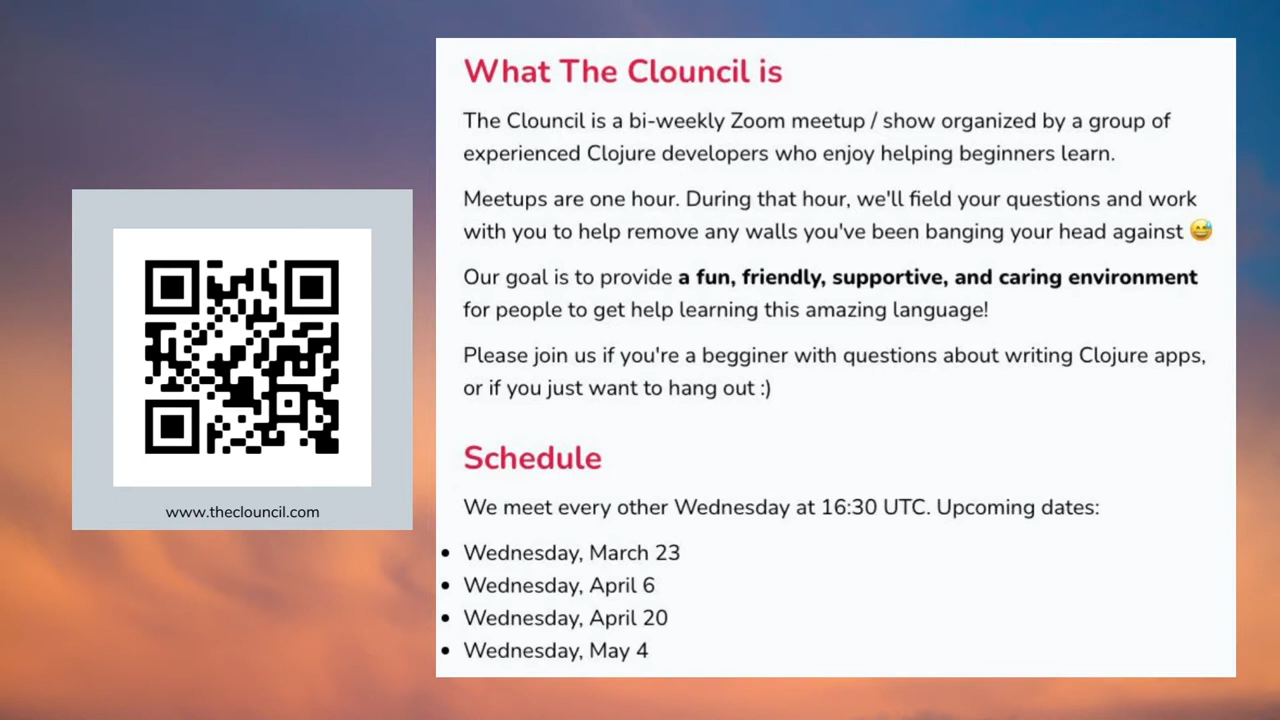 What The Clouncil is
The Clouncil is a bi-weekly Zoom meetup / show organized by a group of
experienced Clojure developers who enjoy helping beginners learn.
Meetups are one hour. During that hour, we'll field your questions and work
with you to help remove any walls you've been banging your head against 😅
Our goal is to provide a fun, friendly, supportive, and caring environment
for people to get help learning this amazing language!
Please join us if you're a begginer with questions about writing Clojure apps,
or if you just want to hang out :)
Schedule
We meet every other Wednesday at 16:30 UTC. Upcoming dates:
• Wednesday, March 23
• Wednesday, April 6
• Wednesday, April 20
• Wednesday, May 4
www.theclouncil.com